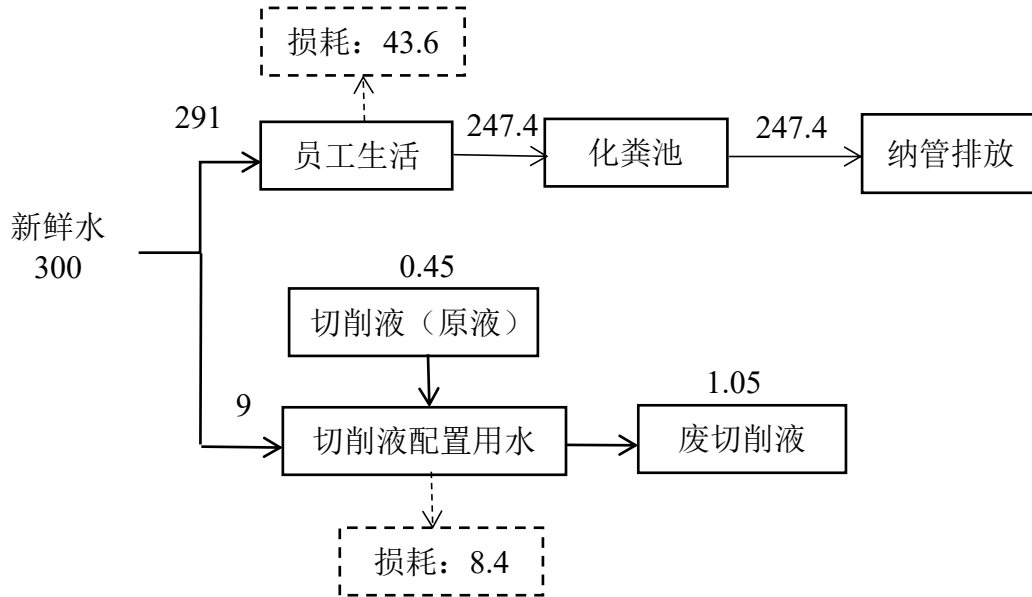 损耗：43.6
291
员工生活
247.4
化粪池
247.4
纳管排放
新鲜水
300
0.45
切削液（原液）
9
切削液配置用水
1.05
废切削液
损耗：8.4